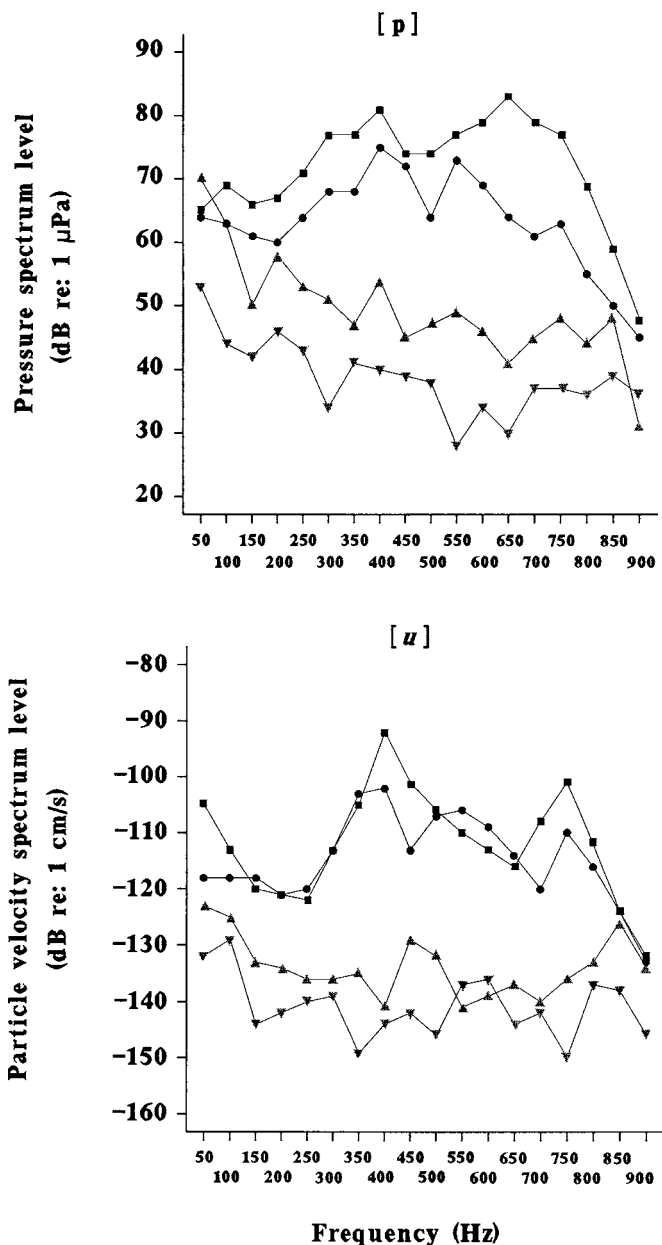 [ p ]
Pressure spectrum level
(dB re: 1 μPa)
90
80
70
60
50
40
30
20
50 150 250 350 450 550 650 750 850
100 200 300 400 500 600 700 800 900
[ u ]
Particle velocity spectrum level
(dB re: 1 cm/s)
−80
−90
−100
−110
−120
−130
−140
−150
−160
50 150 250 350 450 550 650 750 850
100 200 300 400 500 600 700 800 900
Frequency (Hz)